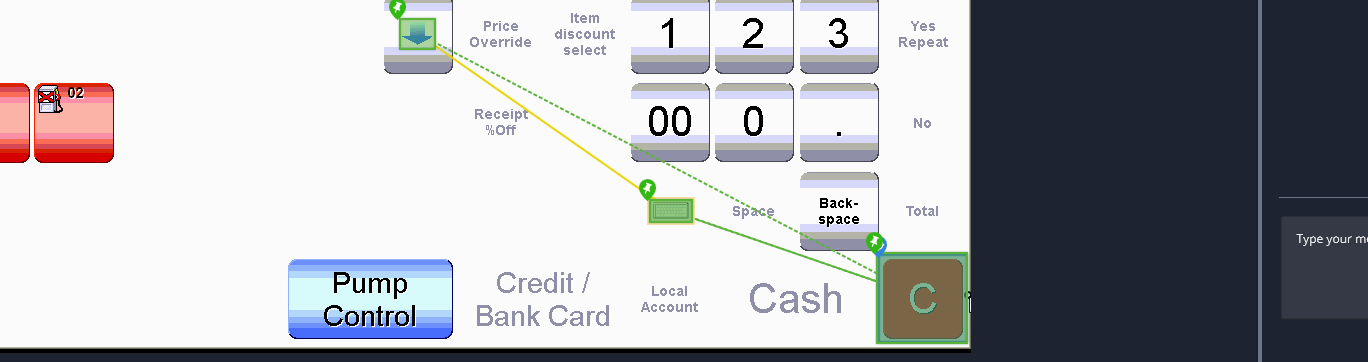 Price
Override
Item
discount
select
1
2
3
Yes
Repeat
02
Receipt
%Off
00
0
.
No
Space
Back-
space
Total
Pump
Control
Credit /
Bank Card
Local
Account
Cash
C
Type your